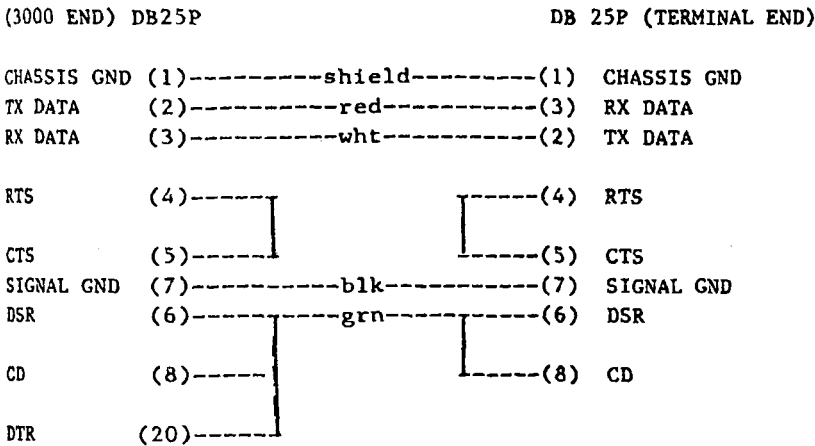 (3000 END) DB25P DB 25P (TERMINAL END)
CHASSIS GND (1)----------shield---------(1) CHASSIS GND
TX DATA (2)-----------red-----------(3) RX DATA
RX DATA (3)-----------wht-----------(2) TX DATA
RTS (4)------ ------(4) RTS
CTS (5)------ ------(5) CTS
SIGNAL GND (7)-----------blk-----------(7) SIGNAL GND
DSR (6)-----------grn-----------(6) DSR
CD (8)------ ------(8) CD
DTR (20)------